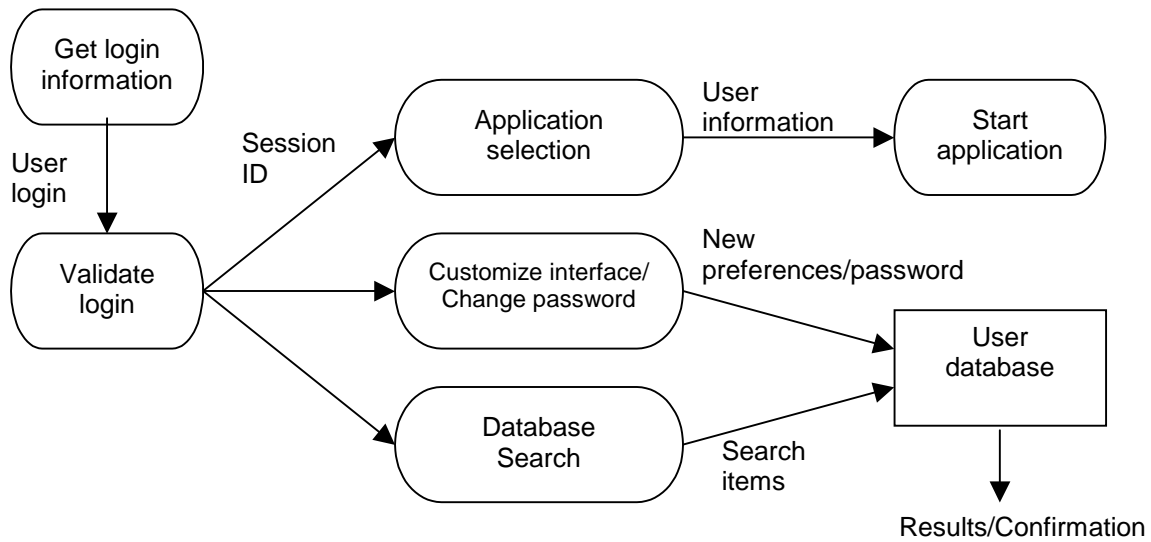 Get login
information
User
login
Validate
login
Session
ID
Application
selection
User
information
Start
application
Customize interface/
Change password
New
preferences/password
User
database
Database
Search
Search
items
Results/Confirmation